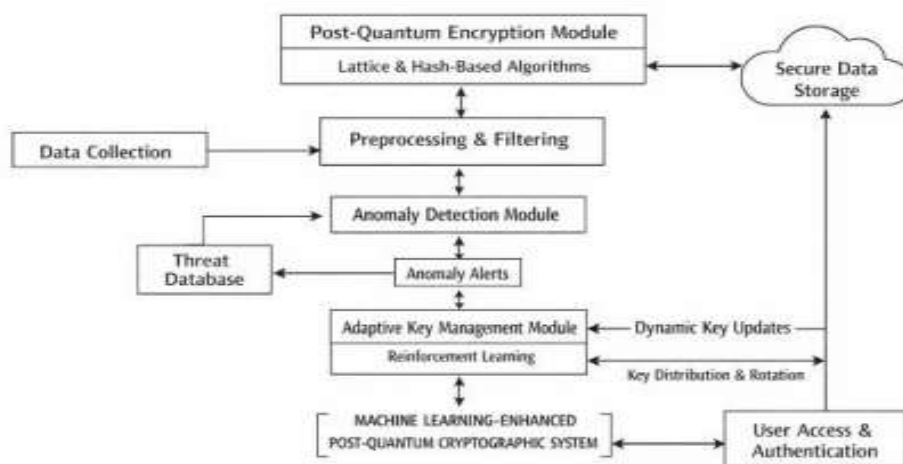 Post-Quantum Encryption Module
Lattice & Hash-Based Algorithms
Secure Data
Storage
Data Collection
Preprocessing & Filtering
Anomaly Detection Module
Threat
Database
Anomaly Alerts
Adaptive Key Management Module
Dynamic Key Updates
Reinforcement Learning
Key Distribution & Rotation
MACHINE LEARNING-ENHANCED
POST-QUANTUM CRYPTOGRAPHIC SYSTEM
User Access &
Authentication